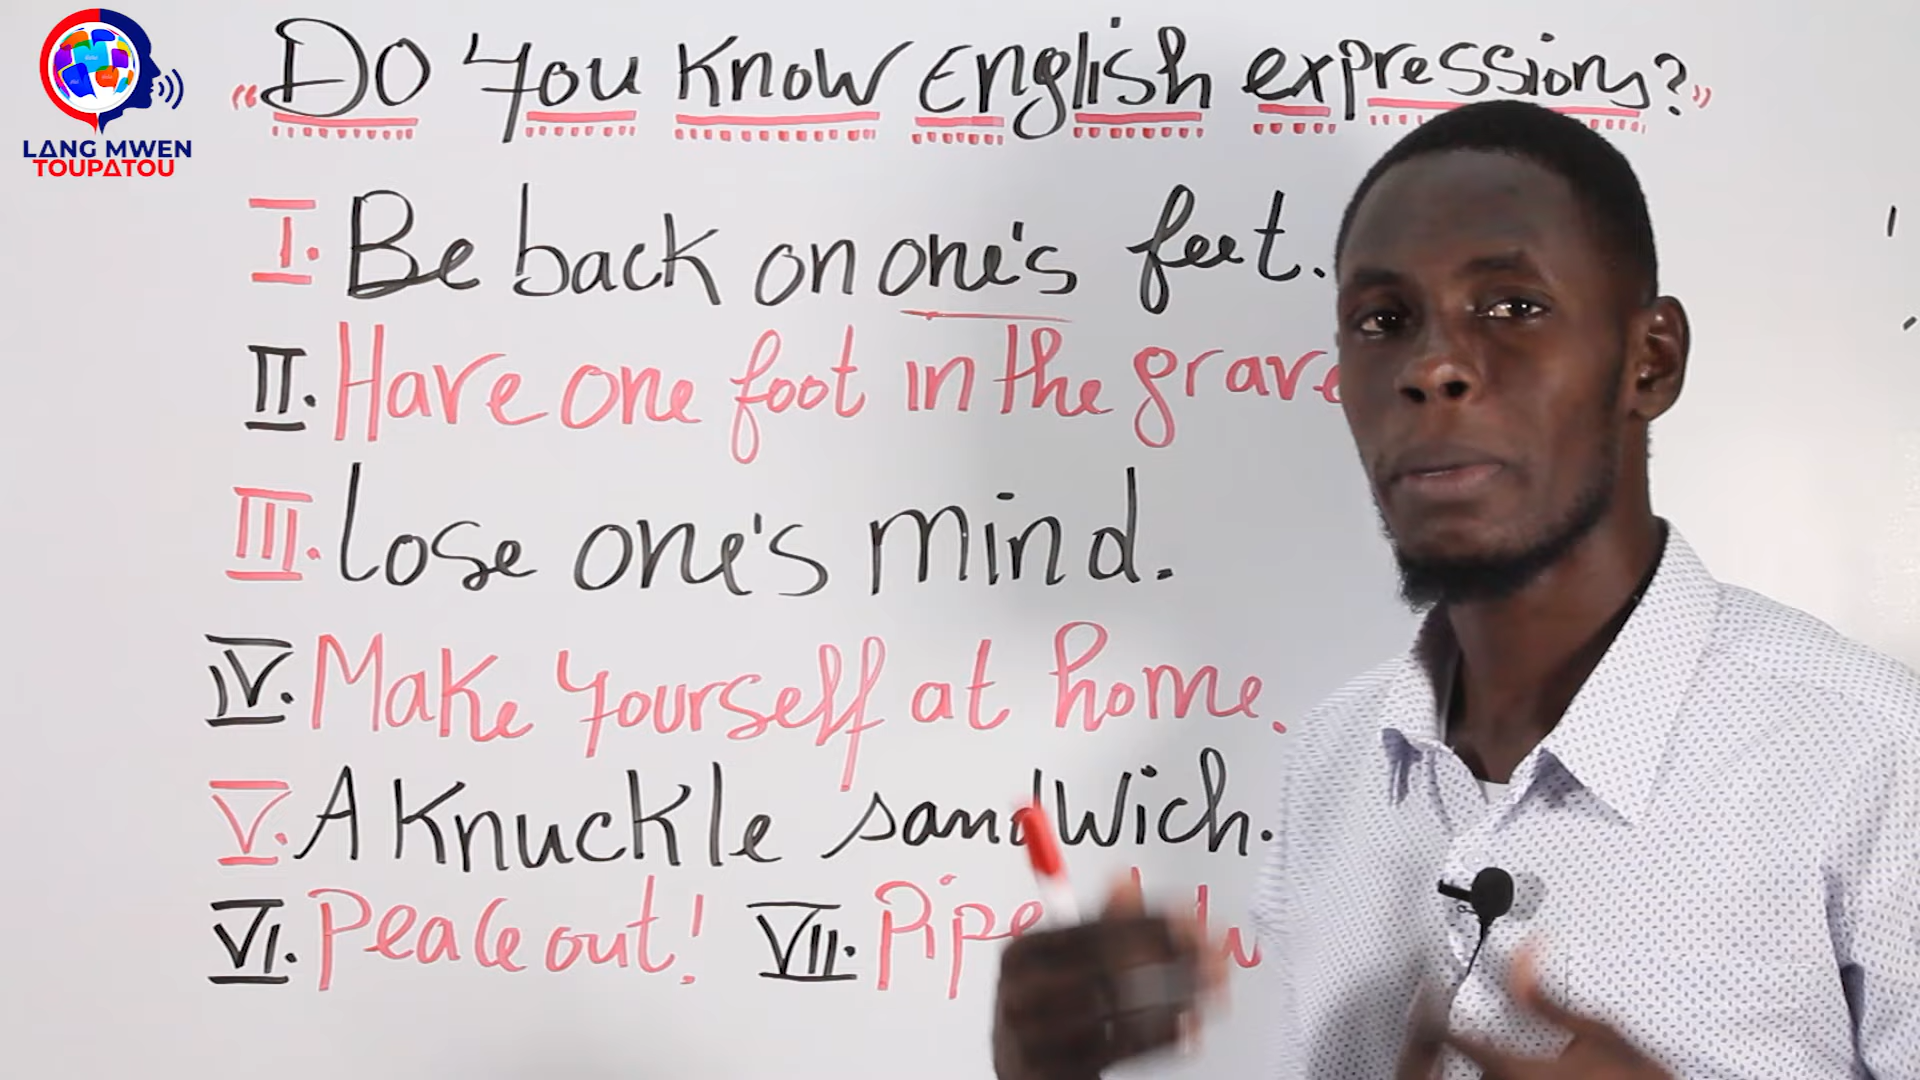 LANG MWEN
TOUPATOU
"Do you know English expressions?"
I. Be back on one's feet.
II. Have one foot in the grave
III. Lose one's mind.
IV. Make yourself at home.
V. A Knuckle sandwich.
VI. Peace out! VII. Pipe